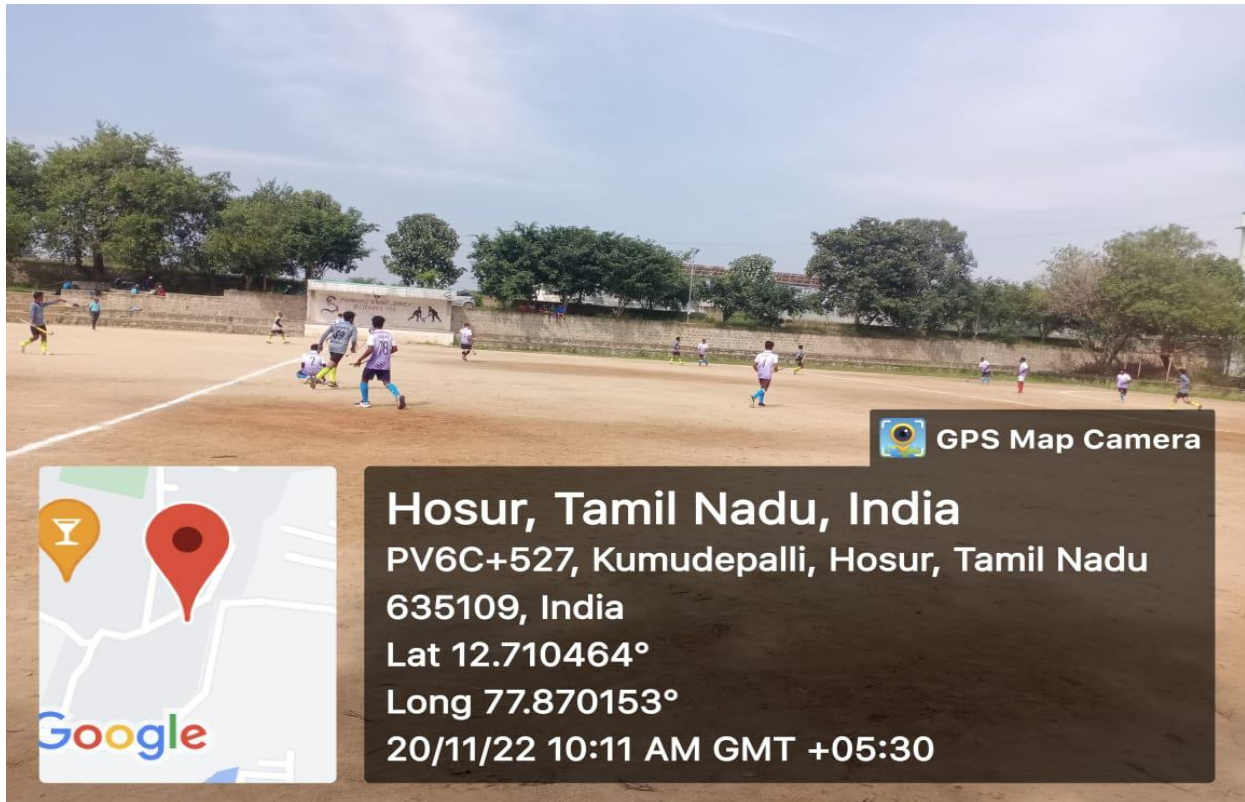 GPS Map Camera
Hosur, Tamil Nadu, India
PV6C+527, Kumudepalli, Hosur, Tamil Nadu
635109, India
Lat 12.710464°
Long 77.870153°
20/11/22 10:11 AM GMT +05:30
Google